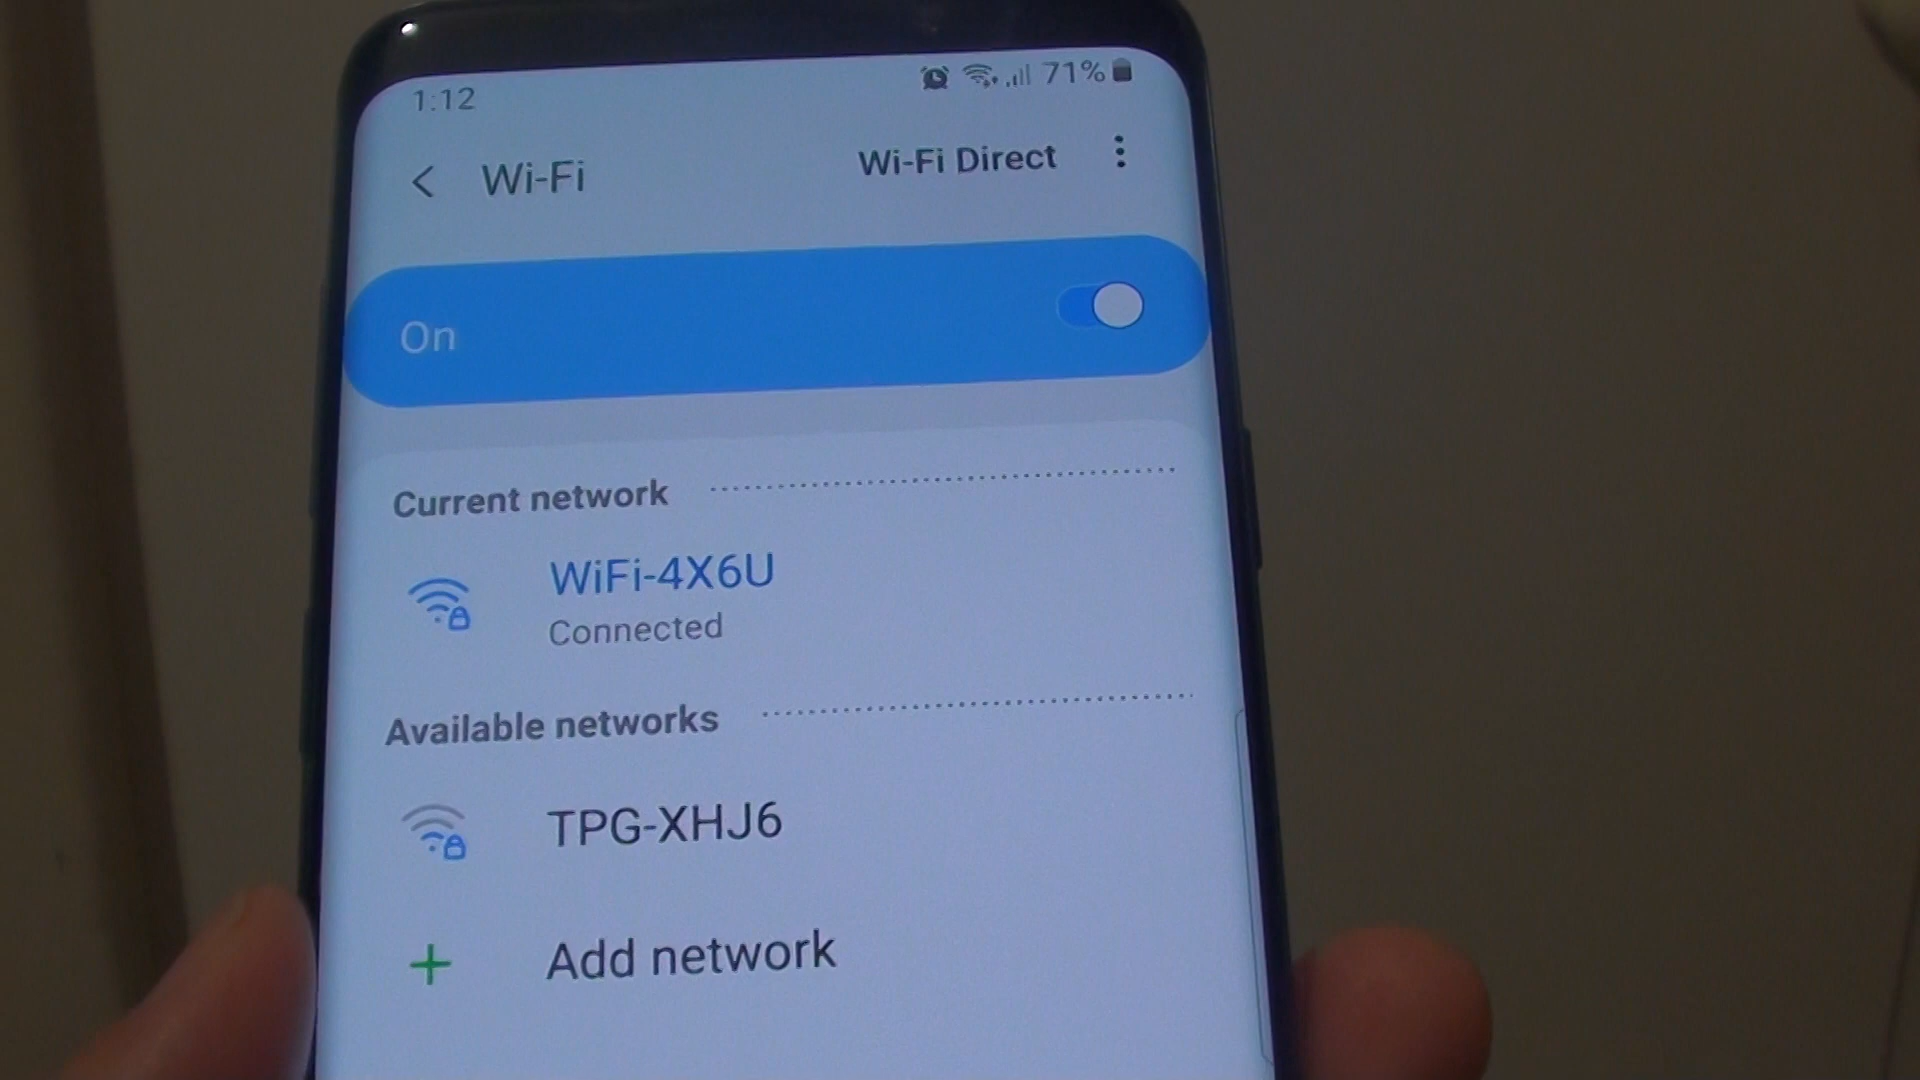 1:12 71%
Wi-Fi Wi-Fi Direct
On
Current network
WiFi-4X6U
Connected
Available networks
TPG-XHJ6
Add network